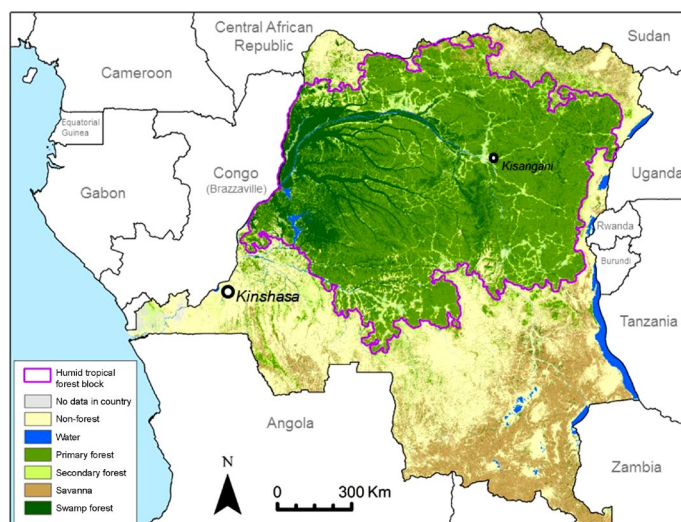 Central African
Republic
Sudan
Cameroon
Equatorial
Guinea
Congo
(Brazzaville)
Kisangani
Gabon
Uganda
Rwanda
Burundi
Kinshasa
Tanzania
Humid tropical
forest block
No data in country
Non-forest
Water
Primary forest
Secondary forest
Savanna
Swamp forest
Angola
Zambia
N
0 300 Km